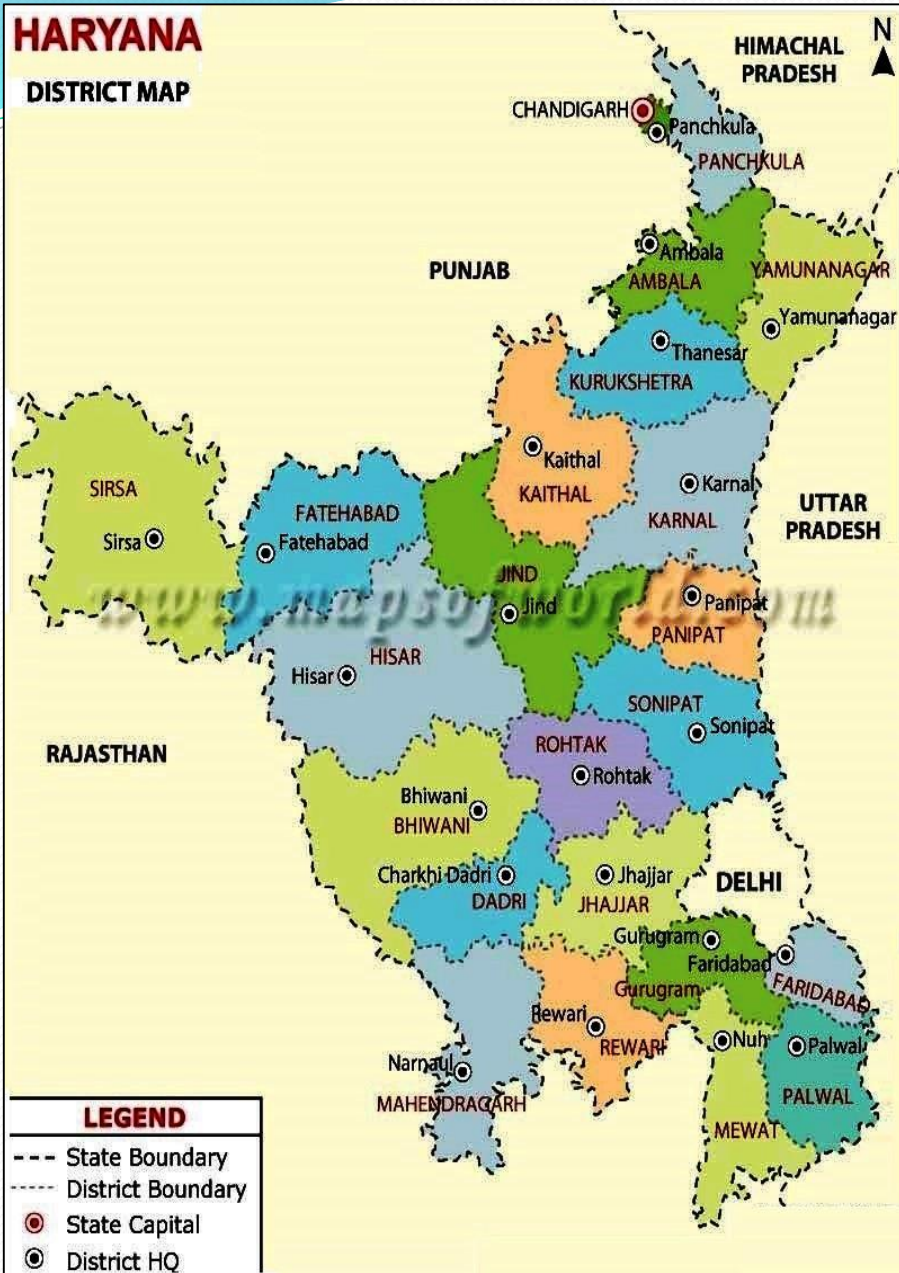 HARYANA
DISTRICT MAP
N
HIMACHAL
PRADESH
CHANDIGARH
Panchkula
PANCHKULA
PUNJAB
Ambala
AMBALA
YAMUNANAGAR
Yamunanagar
Thanesar
KURUKSHETRA
Kaithal
KAITHAL
Karnal
KARNAL
UTTAR
PRADESH
SIRSA
Sirsa
FATEHABAD
Fatehabad
JIND
Jind
www.mapsofworld.com
Panipat
PANIPAT
HISAR
Hisar
SONIPAT
Sonipat
RAJASTHAN
ROHTAK
Rohtak
Bhiwani
BHIWANI
Charkhi Dadri
DADRI
Jhajjar
JHAJJAR
DELHI
Gurugram
Faridabad
Gurugram
FARIDABAD
Rewari
REWARI
Nuh
Palwal
PALWAL
Narnaul
MAHENDRAGARH
MEWAT
LEGEND
State Boundary
District Boundary
State Capital
District HQ